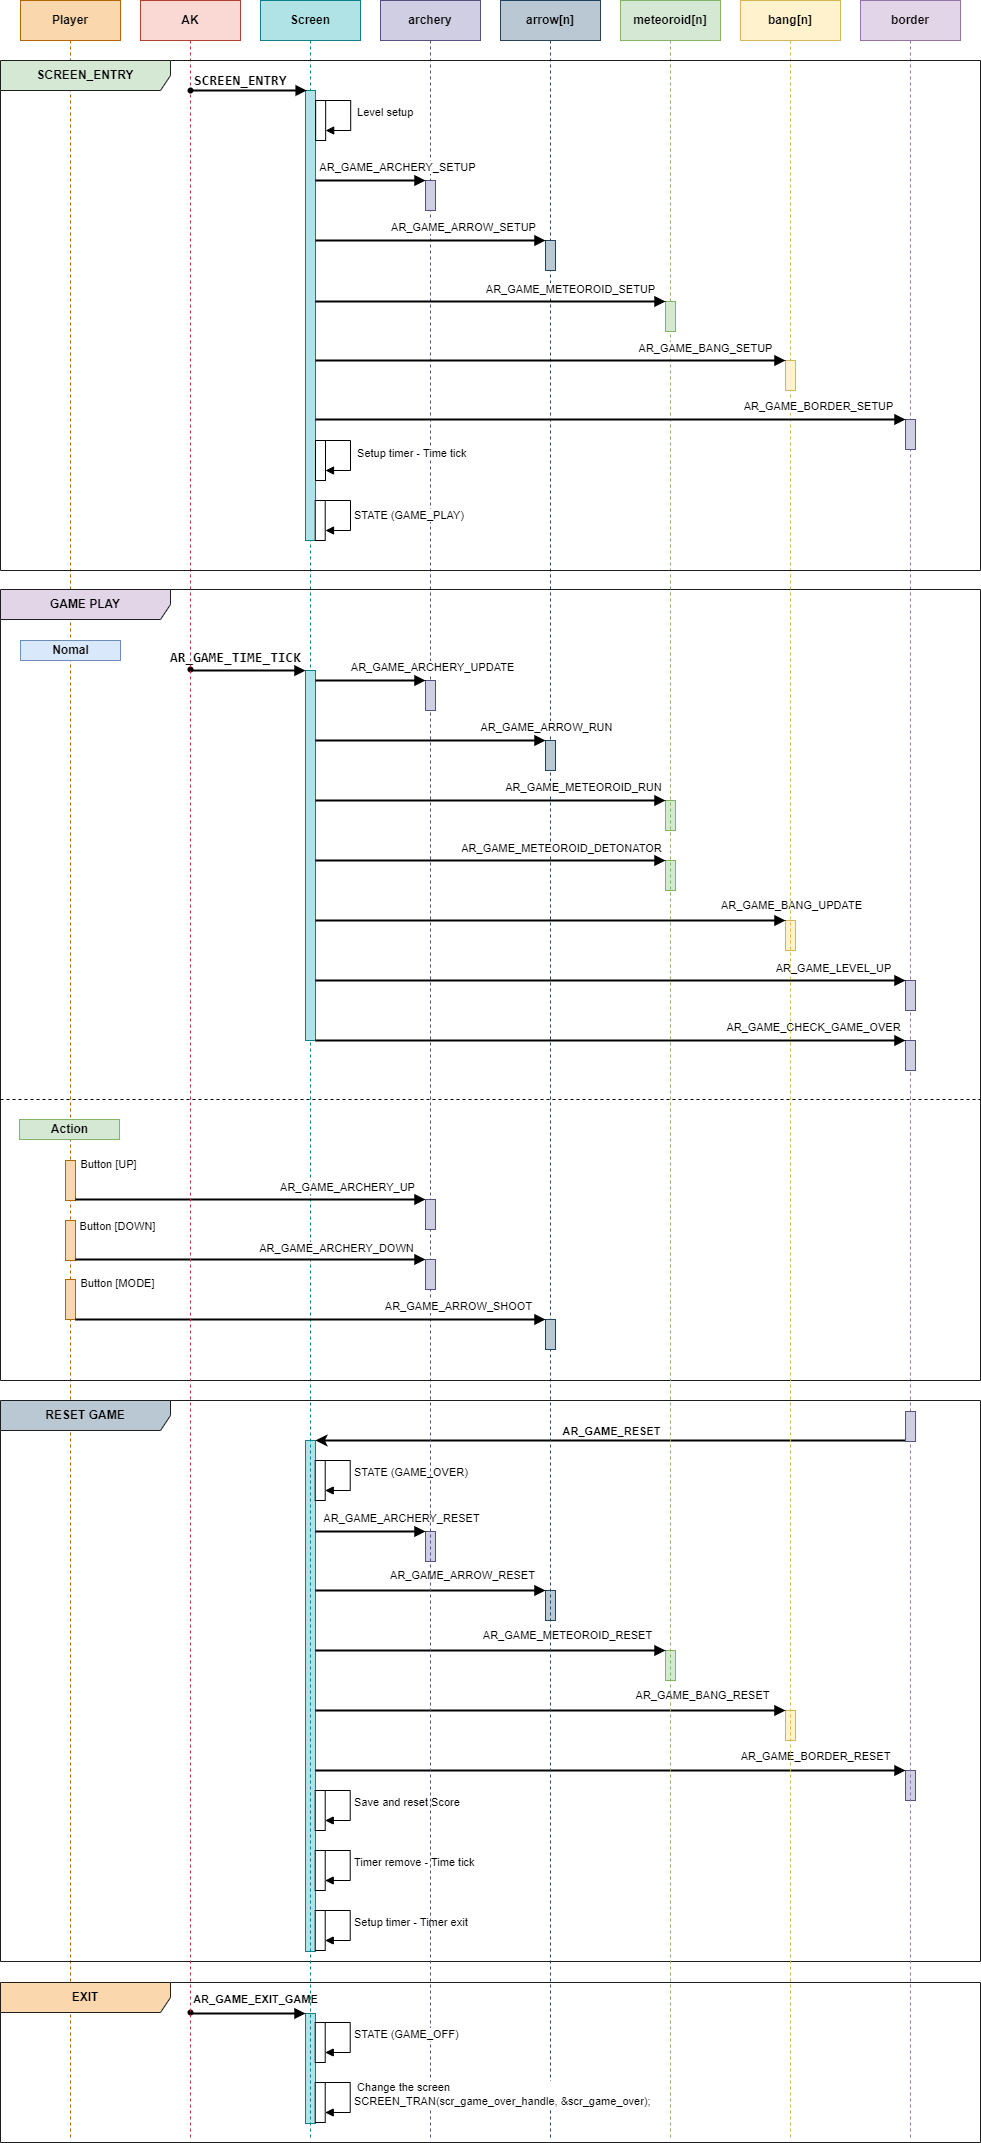 Player
AK
Screen
archery
arrow[n]
meteoroid[n]
bang[n]
border
SCREEN_ENTRY
SCREEN_ENTRY
Level setup
AR_GAME_ARCHERY_SETUP
AR_GAME_ARROW_SETUP
AR_GAME_METEOROID_SETUP
AR_GAME_BANG_SETUP
AR_GAME_BORDER_SETUP
Setup timer - Time tick
STATE (GAME_PLAY)
GAME PLAY
Nomal
AR_GAME_TIME_TICK
AR_GAME_ARCHERY_UPDATE
AR_GAME_ARROW_RUN
AR_GAME_METEOROID_RUN
AR_GAME_METEOROID_DETONATOR
AR_GAME_BANG_UPDATE
AR_GAME_LEVEL_UP
AR_GAME_CHECK_GAME_OVER
Action
Button [UP]
AR_GAME_ARCHERY_UP
Button [DOWN]
AR_GAME_ARCHERY_DOWN
Button [MODE]
AR_GAME_ARROW_SHOOT
RESET GAME
AR_GAME_RESET
STATE (GAME_OVER)
AR_GAME_ARCHERY_RESET
AR_GAME_ARROW_RESET
AR_GAME_METEOROID_RESET
AR_GAME_BANG_RESET
AR_GAME_BORDER_RESET
Save and reset Score
Timer remove - Time tick
Setup timer - Timer exit
EXIT
AR_GAME_EXIT_GAME
STATE (GAME_OFF)
Change the screen
SCREEN_TRAN(scr_game_over_handle, &scr_game_over);